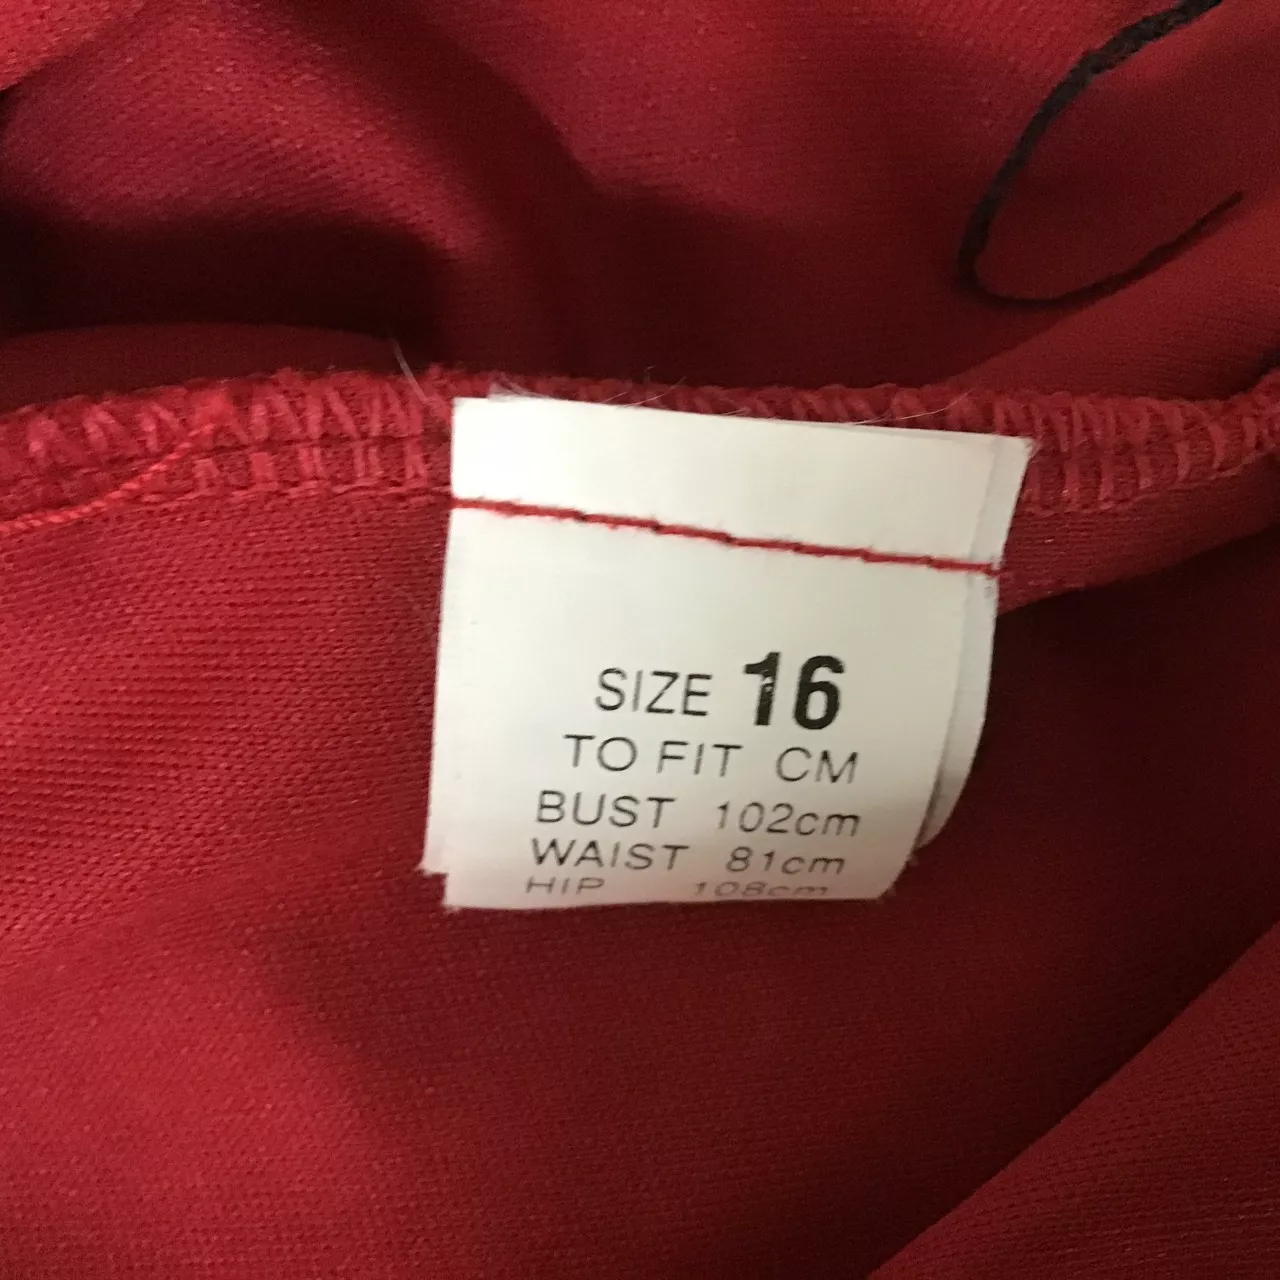 SIZE 16
TO FIT CM
BUST 102cm
WAIST 81cm
HIP 108cm